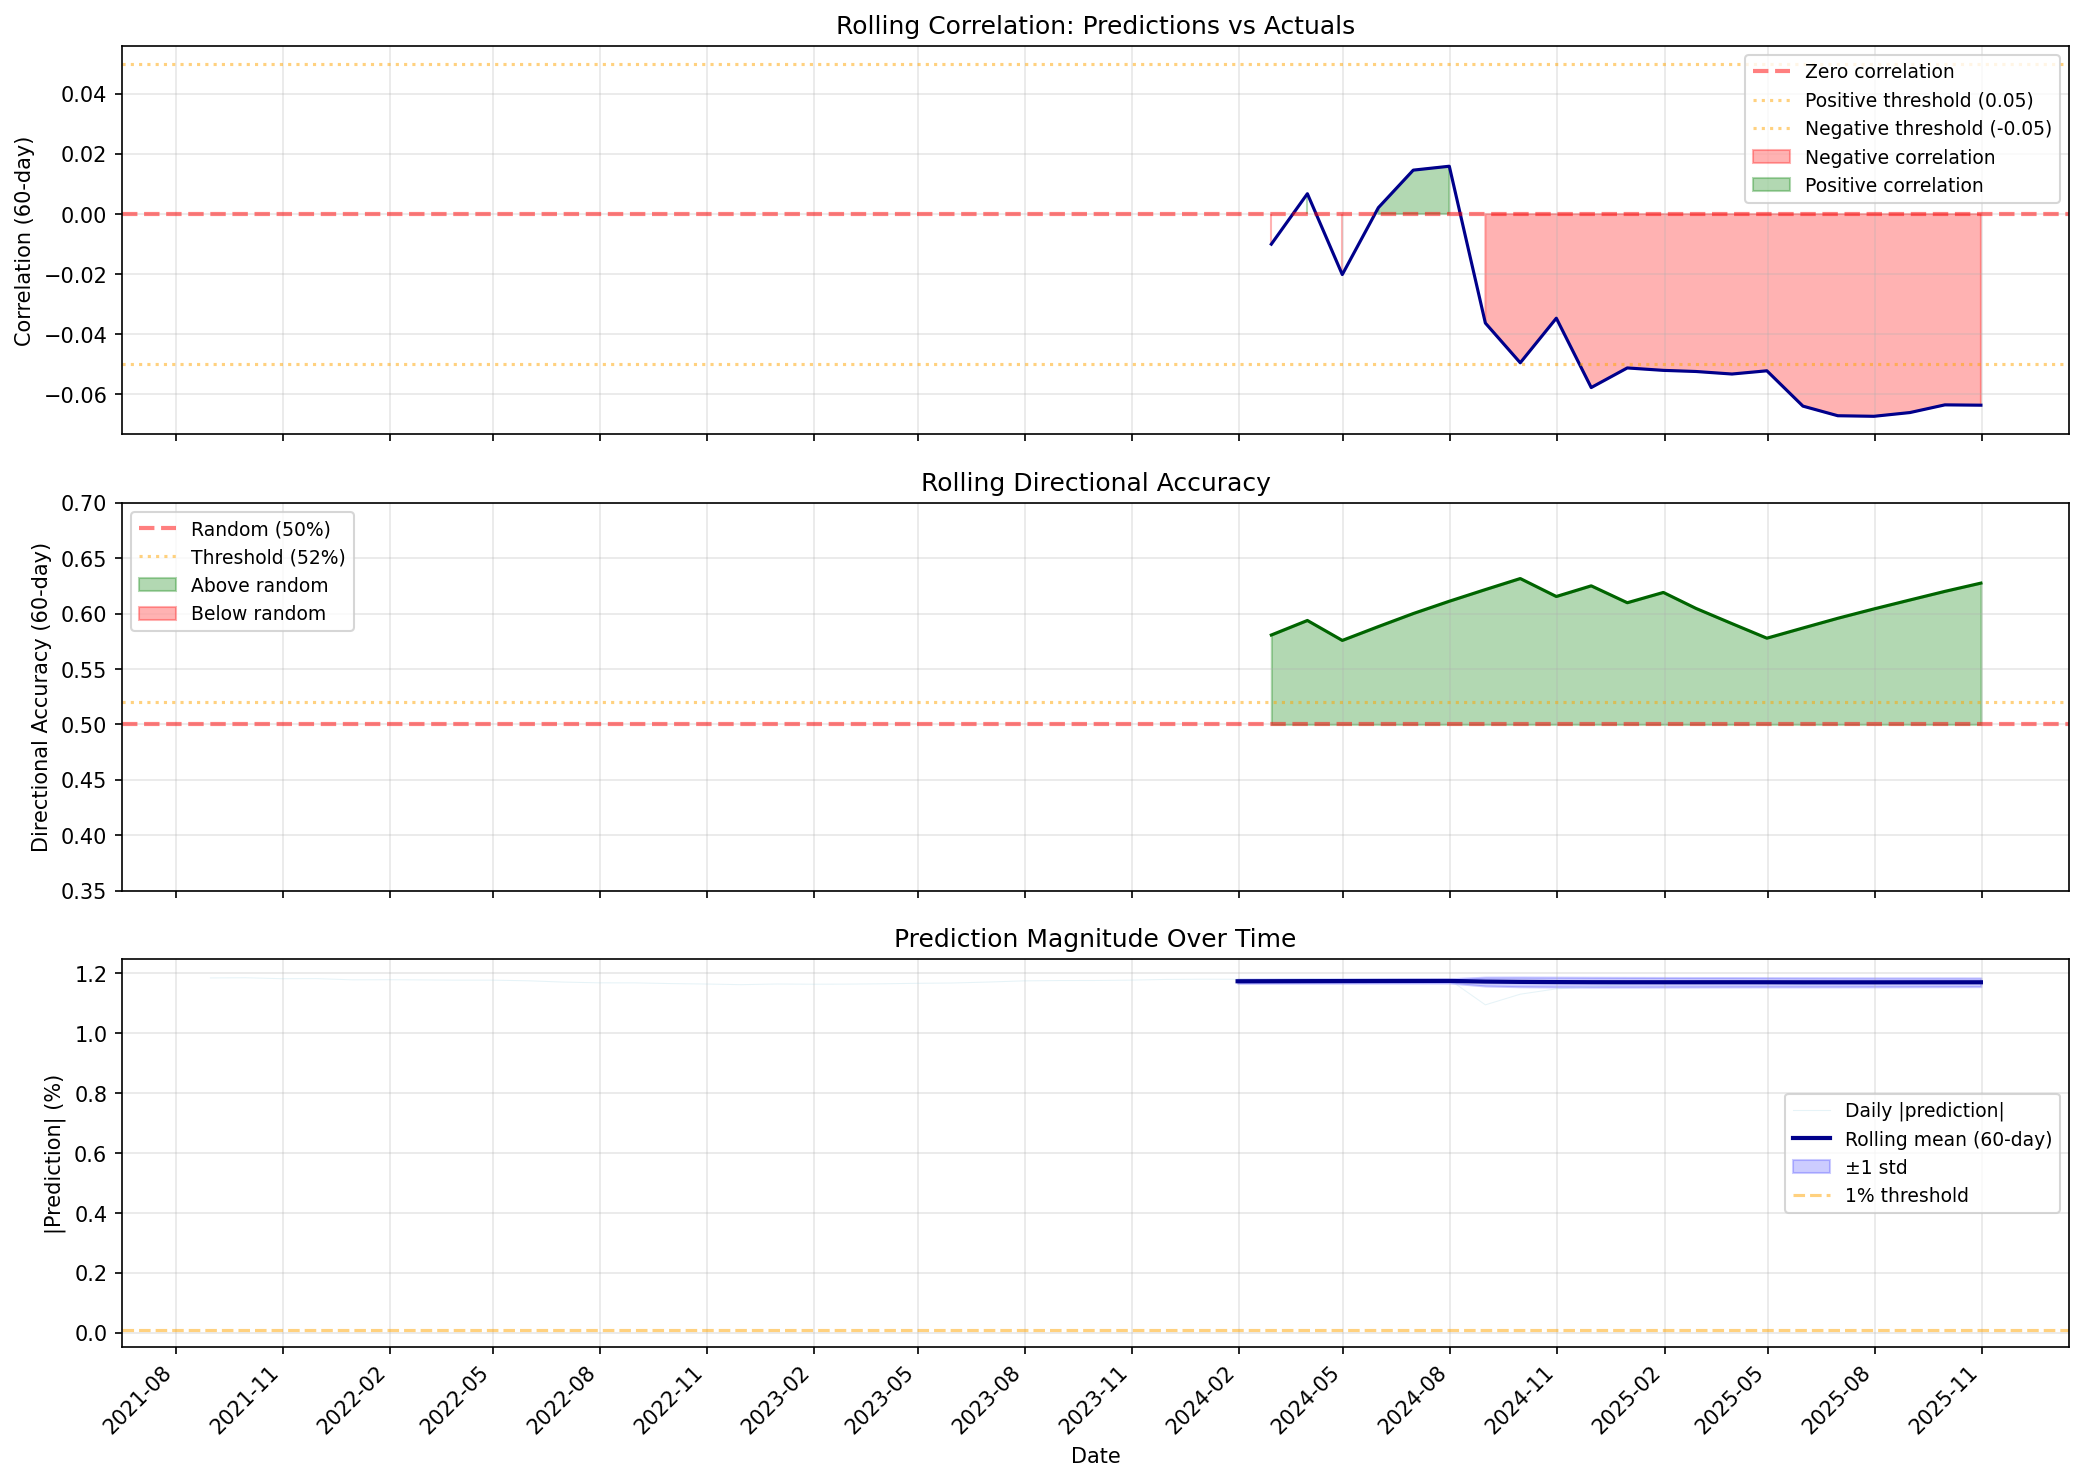 Rolling Correlation: Predictions vs Actuals
Correlation (60-day)
0.04
0.02
0.00
−0.02
−0.04
−0.06
Zero correlation
Positive threshold (0.05)
Negative threshold (-0.05)
Negative correlation
Positive correlation
Rolling Directional Accuracy
Directional Accuracy (60-day)
0.70
0.65
0.60
0.55
0.50
0.45
0.40
0.35
Random (50%)
Threshold (52%)
Above random
Below random
Prediction Magnitude Over Time
|Prediction| (%)
1.2
1.0
0.8
0.6
0.4
0.2
0.0
Daily |prediction|
Rolling mean (60-day)
±1 std
1% threshold
2021-08
2021-11
2022-02
2022-05
2022-08
2022-11
2023-02
2023-05
2023-08
2023-11
2024-02
2024-05
2024-08
2024-11
2025-02
2025-05
2025-08
2025-11
Date